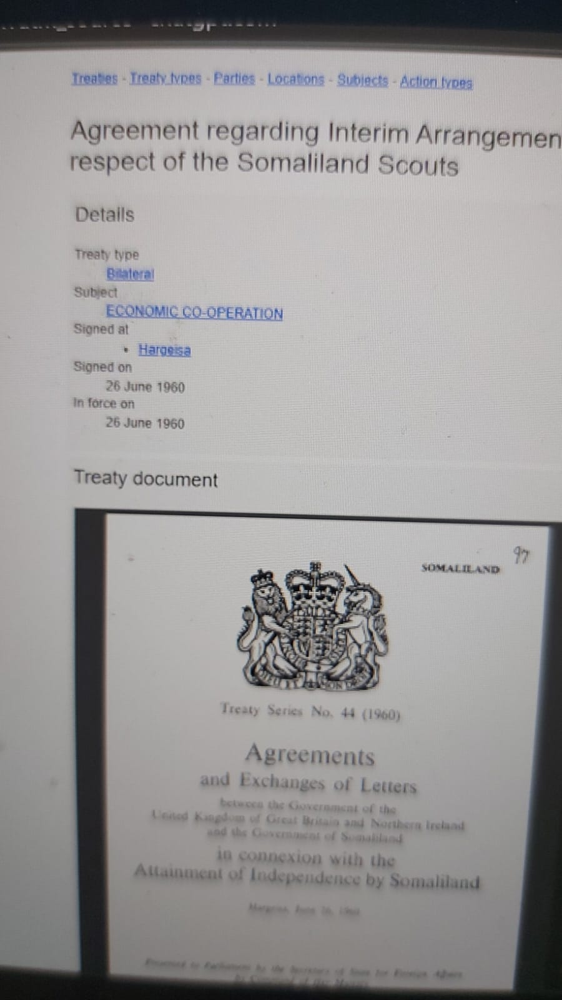 Treaties - Treaty types - Parties - Locations - Subjects - Action types
Agreement regarding Interim Arrangemen
respect of the Somaliland Scouts
Details
Treaty type
Bilateral
Subject
ECONOMIC CO-OPERATION
Signed at
• Hargeisa
Signed on
26 June 1960
In force on
26 June 1960
Treaty document
97
SOMALILAND
Treaty Series No. 44 (1960)
Agreements
and Exchanges of Letters
between the Government of the
United Kingdom of Great Britain and Northern Ireland
and the Government of Somaliland
in connexion with the
Attainment of Independence by Somaliland
Hargeisa, June 26, 1960
Presented to Parliament by the Secretary of State for Foreign Affairs